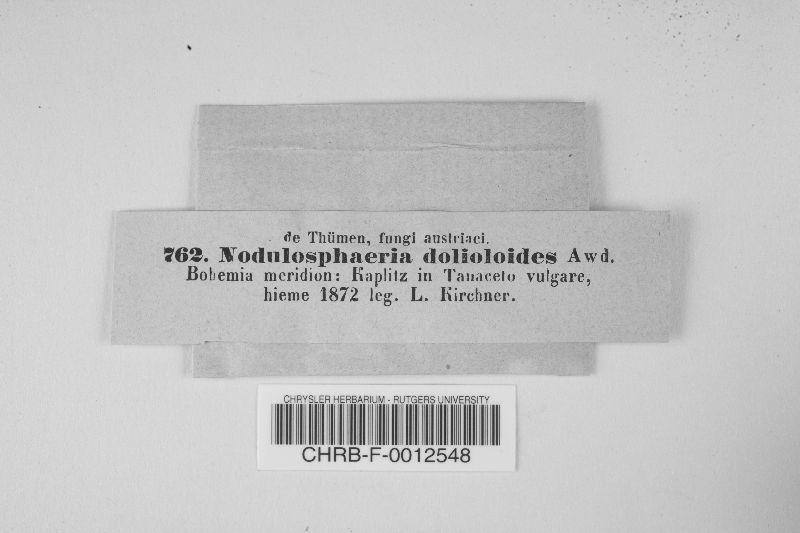 de Thümen, fungi austriaci.
762. Nodulosphaeria dolioloides Awd.
Bohemia meridion: Kaplitz in Tanaceto vulgare,
hieme 1872 leg. L. Kirchner.
CHRYSLER HERBARIUM - RUTGERS UNIVERSITY
CHRB-F-0012548